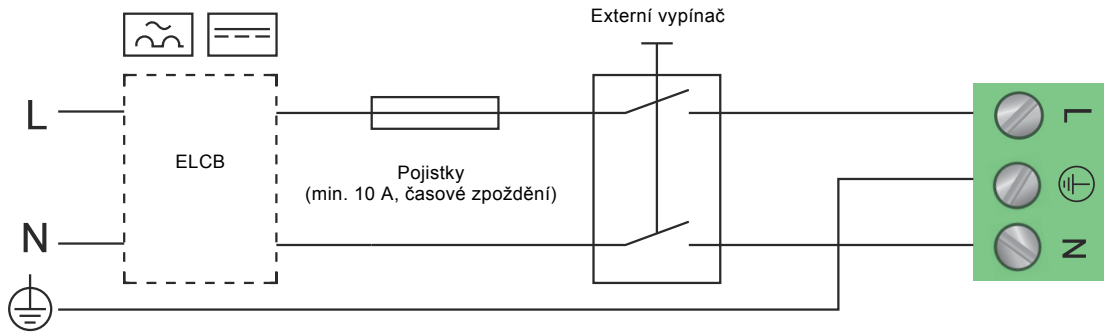 Externí vypínač
L
ELCB
Pojistky
(min. 10 A, časové zpoždění)
N
L
N